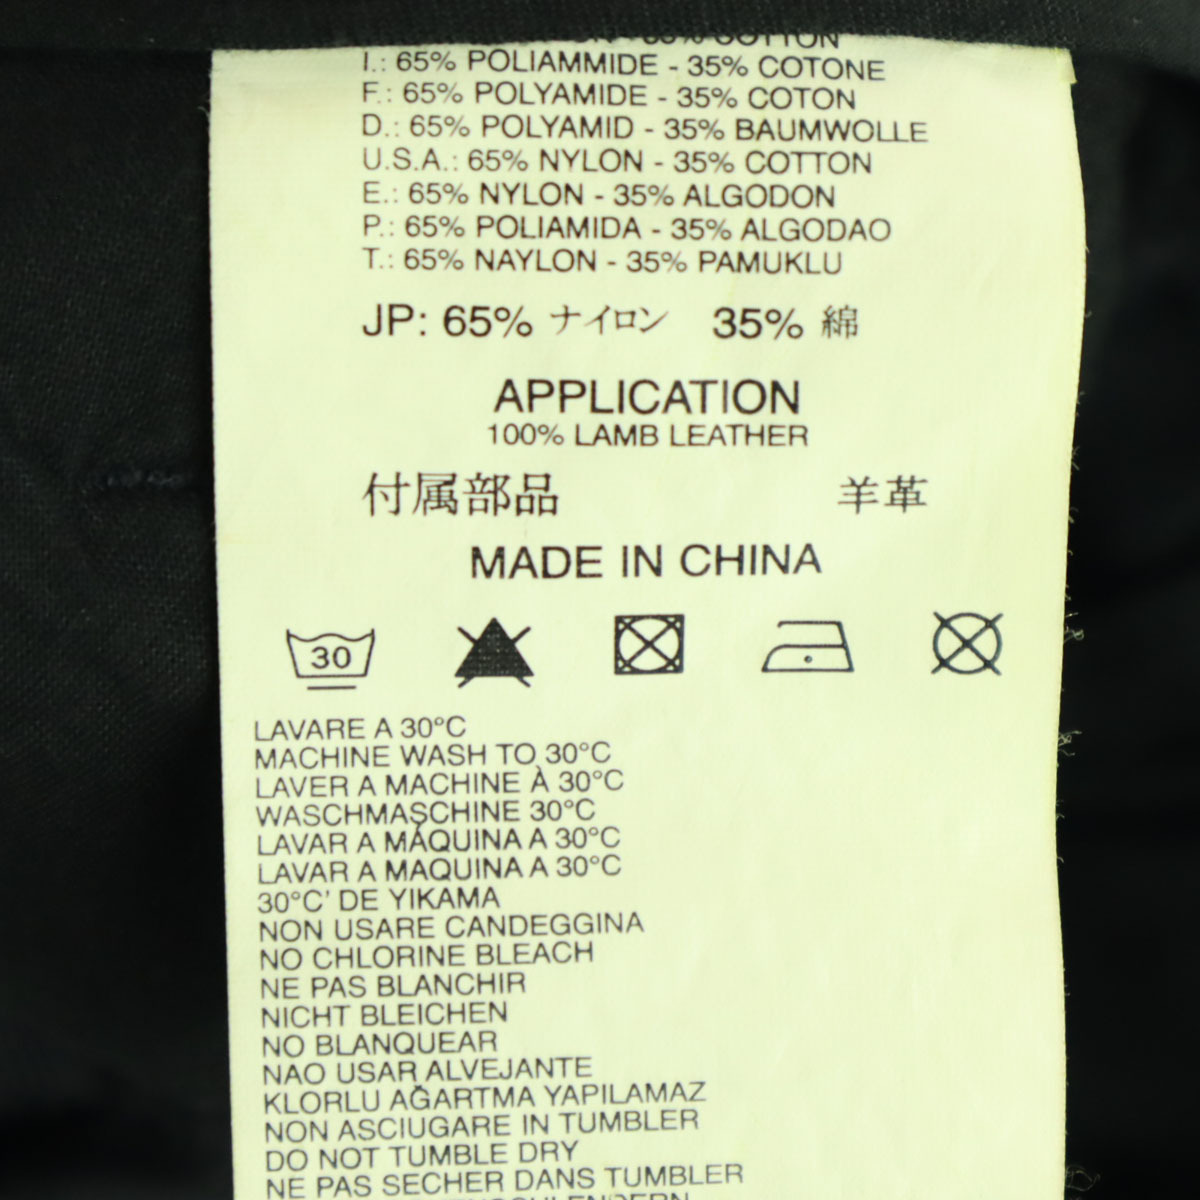 35% COTTON
I.: 65% POLIAMMIDE - 35% COTONE
F.: 65% POLYAMIDE - 35% COTON
D.: 65% POLYAMID - 35% BAUMWOLLE
U.S.A.: 65% NYLON - 35% COTTON
E.: 65% NYLON - 35% ALGODON
P.: 65% POLIAMIDA - 35% ALGODAO
T.: 65% NAYLON - 35% PAMUKLU
JP: 65% ナイロン 35% 綿
APPLICATION
100% LAMB LEATHER
付属部品 羊革
MADE IN CHINA
30
LAVARE A 30°C
MACHINE WASH TO 30°C
LAVER A MACHINE À 30°C
WASCHMASCHINE 30°C
LAVAR A MÁQUINA A 30°C
LAVAR A MAQUINA A 30°C
30°C' DE YIKAMA
NON USARE CANDEGGINA
NO CHLORINE BLEACH
NE PAS BLANCHIR
NICHT BLEICHEN
NO BLANQUEAR
NAO USAR ALVEJANTE
KLORLU AĞARTMA YAPILAMAZ
NON ASCIUGARE IN TUMBLER
DO NOT TUMBLE DRY
NE PAS SECHER DANS TUMBLER